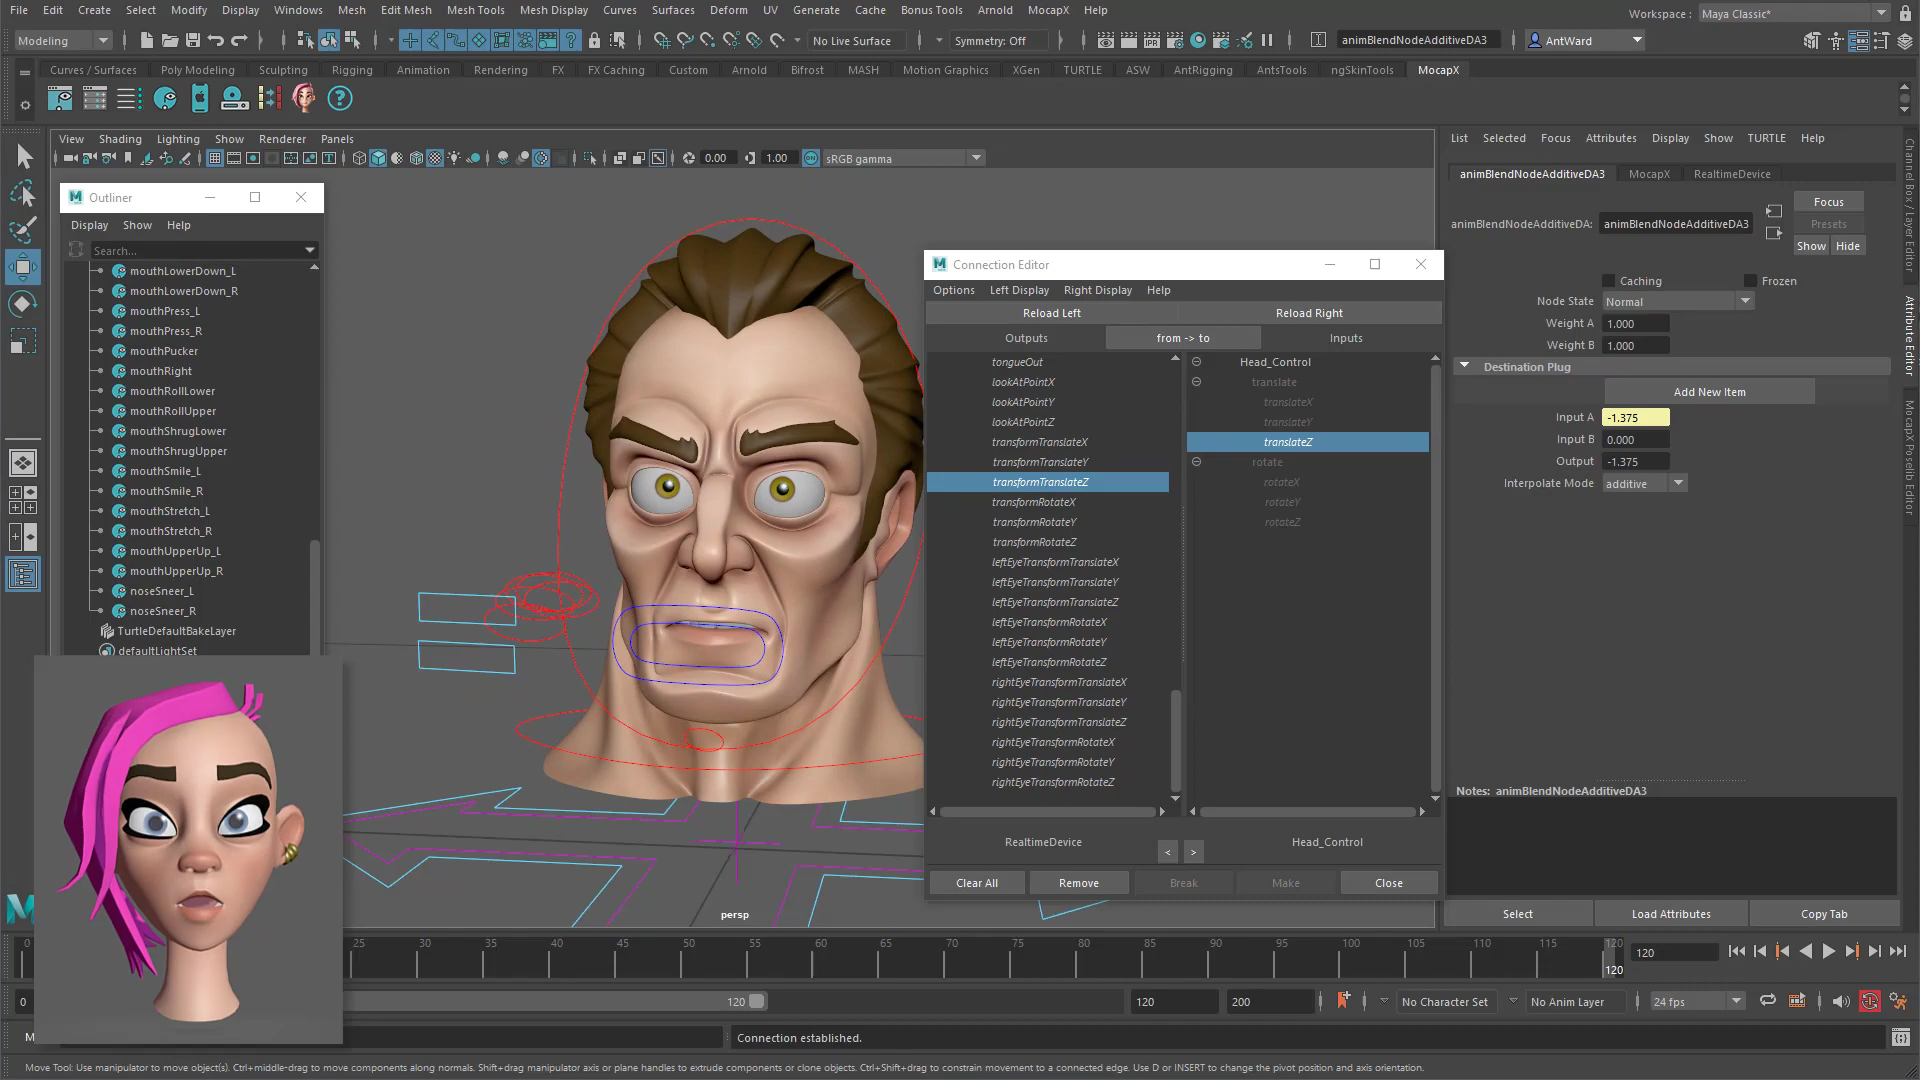 File Edit Create Select Modify Display Windows Mesh Edit Mesh Mesh Tools Mesh Display Curves Surfaces Deform UV Generate Cache Bonus Tools Arnold MocapX Help
Workspace : Maya Classic*
Modeling
No Live Surface
Symmetry: Off
animBlendNodeAdditiveDA3
AntWard
Curves / Surfaces Poly Modeling Sculpting Rigging Animation Rendering FX FX Caching Custom Arnold Bifrost MASH Motion Graphics XGen TURTLE ASW AntRigging AntsTools ngSkinTools MocapX
View Shading Lighting Show Renderer Panels
0.00 1.00 sRGB gamma
Outliner
Display Show Help
Search...
mouthLowerDown_L
mouthLowerDown_R
mouthPress_L
mouthPress_R
mouthPucker
mouthRight
mouthRollLower
mouthRollUpper
mouthShrugLower
mouthShrugUpper
mouthSmile_L
mouthSmile_R
mouthStretch_L
mouthStretch_R
mouthUpperUp_L
mouthUpperUp_R
noseSneer_L
noseSneer_R
TurtleDefaultBakeLayer
defaultLightSet
persp
Connection Editor
Options Left Display Right Display Help
Reload Left Reload Right
Outputs from -> to Inputs
tongueOut
lookAtPointX
lookAtPointY
lookAtPointZ
transformTranslateX
transformTranslateY
transformTranslateZ
transformRotateX
transformRotateY
transformRotateZ
leftEyeTransformTranslateX
leftEyeTransformTranslateY
leftEyeTransformTranslateZ
leftEyeTransformRotateX
leftEyeTransformRotateY
leftEyeTransformRotateZ
rightEyeTransformTranslateX
rightEyeTransformTranslateY
rightEyeTransformTranslateZ
rightEyeTransformRotateX
rightEyeTransformRotateY
rightEyeTransformRotateZ
Head_Control
translate
translateX
translateY
translateZ
rotate
rotateX
rotateY
rotateZ
RealtimeDevice < > Head_Control
Clear All Remove Break Make Close
List Selected Focus Attributes Display Show TURTLE Help
animBlendNodeAdditiveDA3 MocapX RealtimeDevice
animBlendNodeAdditiveDA: animBlendNodeAdditiveDA3
Focus
Presets
Show Hide
Caching Frozen
Node State Normal
Weight A 1.000
Weight B 1.000
Destination Plug
Add New Item
Input A -1.375
Input B 0.000
Output -1.375
Interpolate Mode additive
Notes: animBlendNodeAdditiveDA3
Select Load Attributes Copy Tab
Channel Box / Layer Editor
Attribute Editor
MocapX Poselib Editor
0 25 30 35 40 45 50 55 60 65 70 75 80 85 90 95 100 105 110 115 120
120
120
0 120 120 200 No Character Set No Anim Layer 24 fps
M
Connection established.
Move Tool: Use manipulator to move object(s). Ctrl+middle-drag to move components along normals. Shift+drag manipulator axis or plane handles to extrude components or clone objects. Ctrl+Shift+drag to constrain movement to a connected edge. Use D or INSERT to change the pivot position and axis orientation.